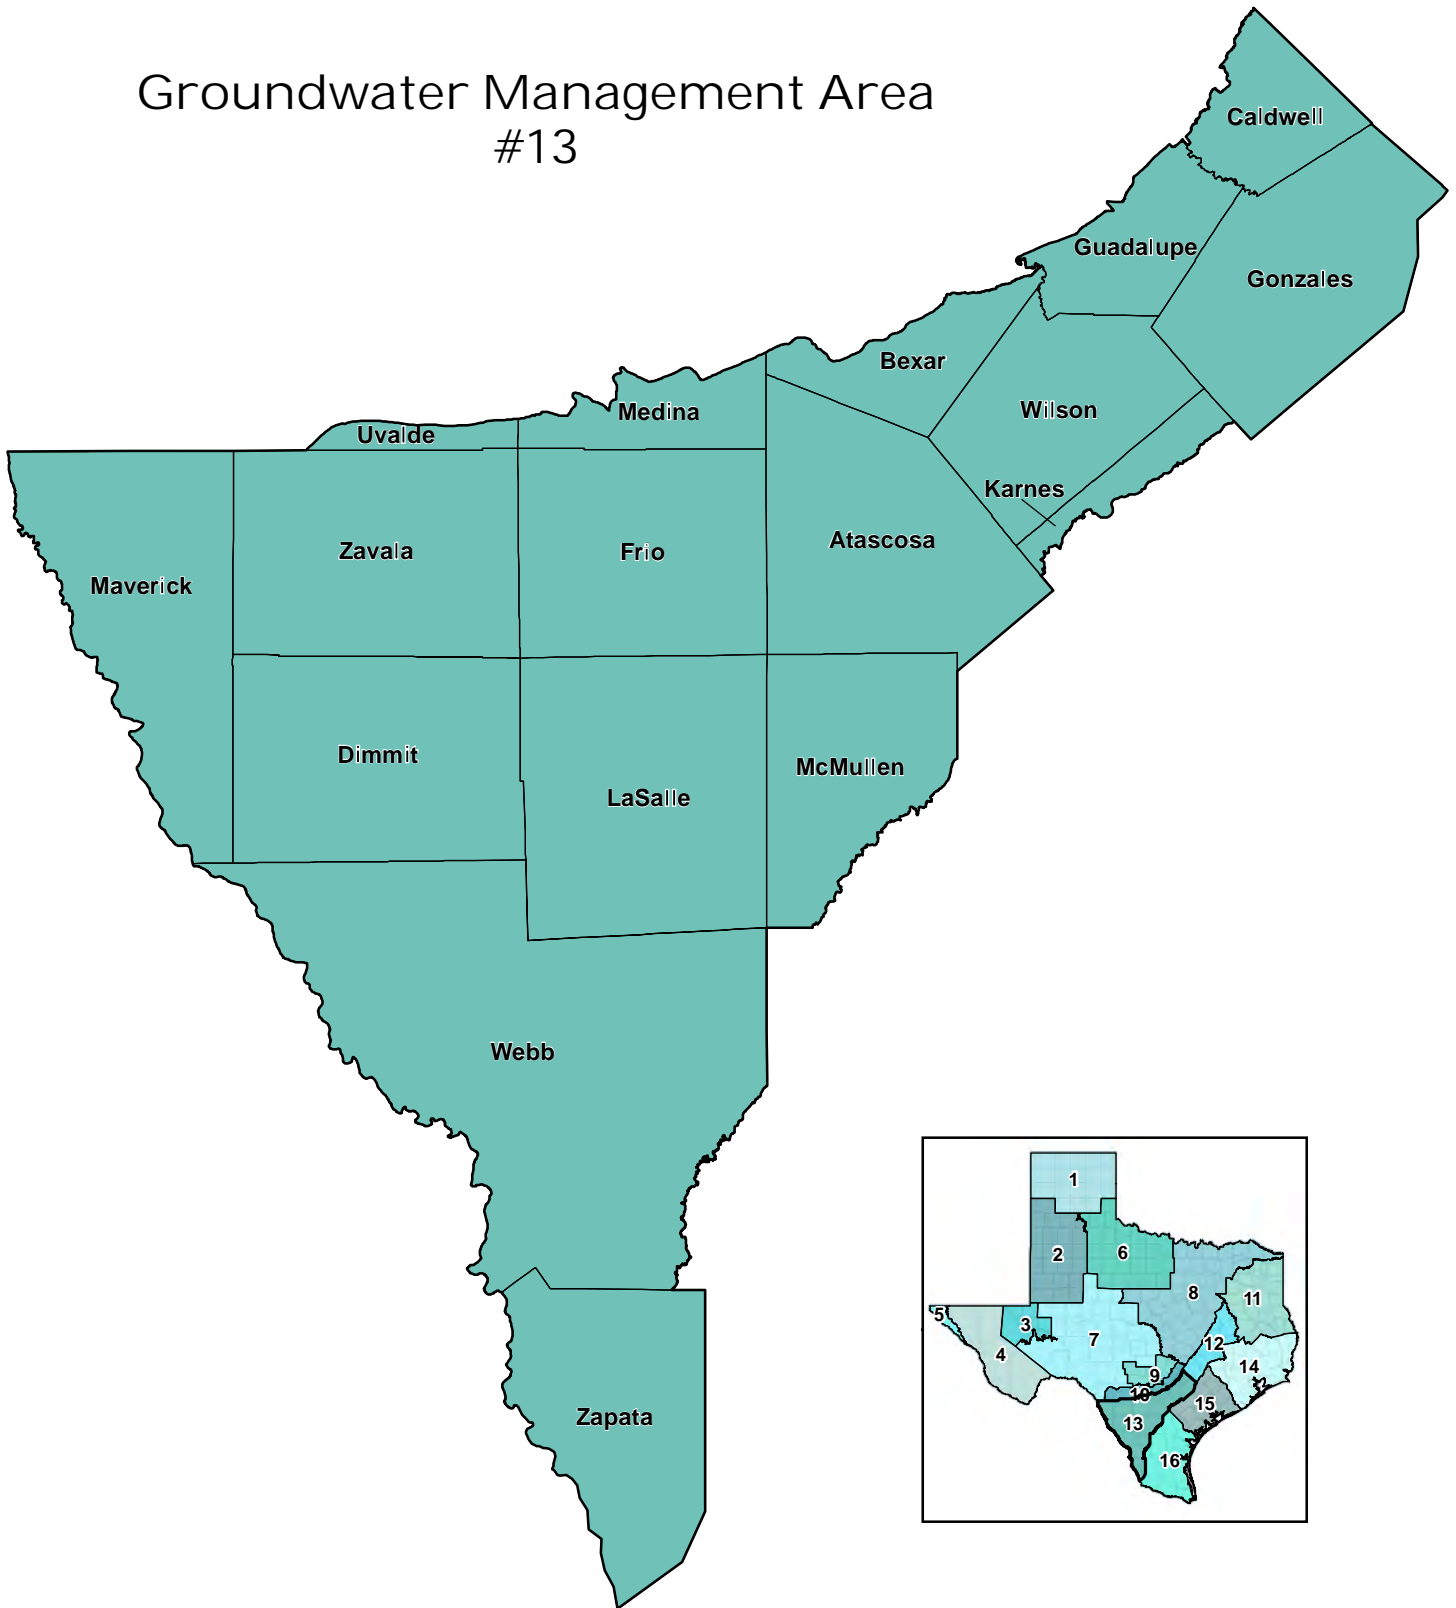 Groundwater Management Area
#13
Caldwell
Guadalupe
Gonzales
Bexar
Wilson
Medina
Uvalde
Karnes
Atascosa
Zavala
Frio
Maverick
Dimmit
McMullen
LaSalle
Webb
Zapata
1
2
6
8
11
5
3
7
12
4
14
9
10
15
13
16